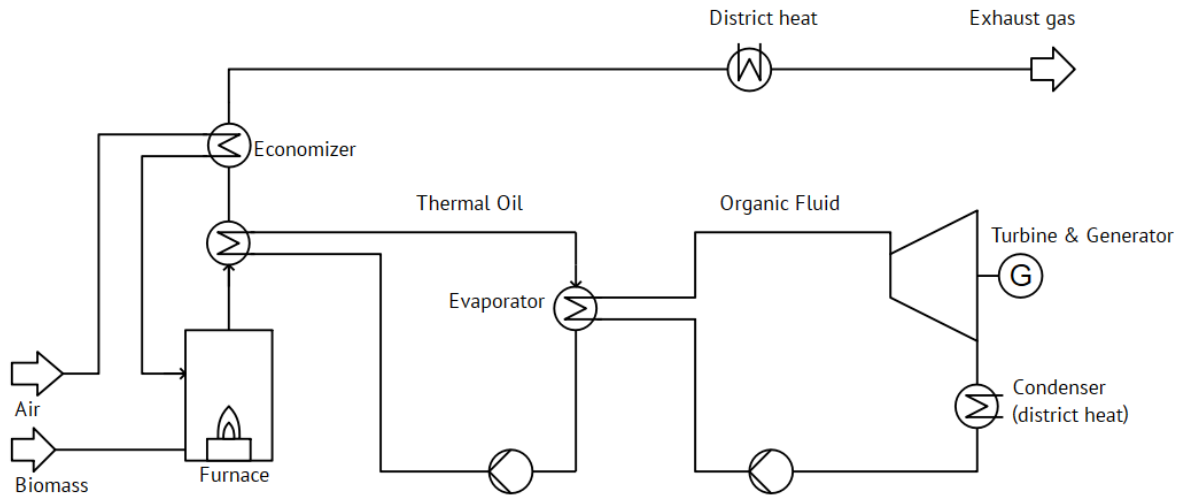 District heat
Exhaust gas
Economizer
Thermal Oil
Organic Fluid
Turbine & Generator
G
Evaporator
Condenser
(district heat)
Air
Furnace
Biomass